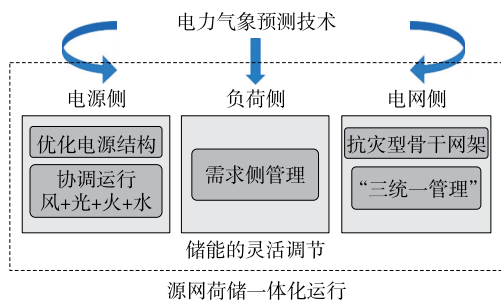 电力气象预测技术
电源侧
负荷侧
电网侧
优化电源结构
协调运行
风+光+火+水
需求侧管理
抗灾型骨干网架
“三统一管理”
储能的灵活调节
源网荷储一体化运行